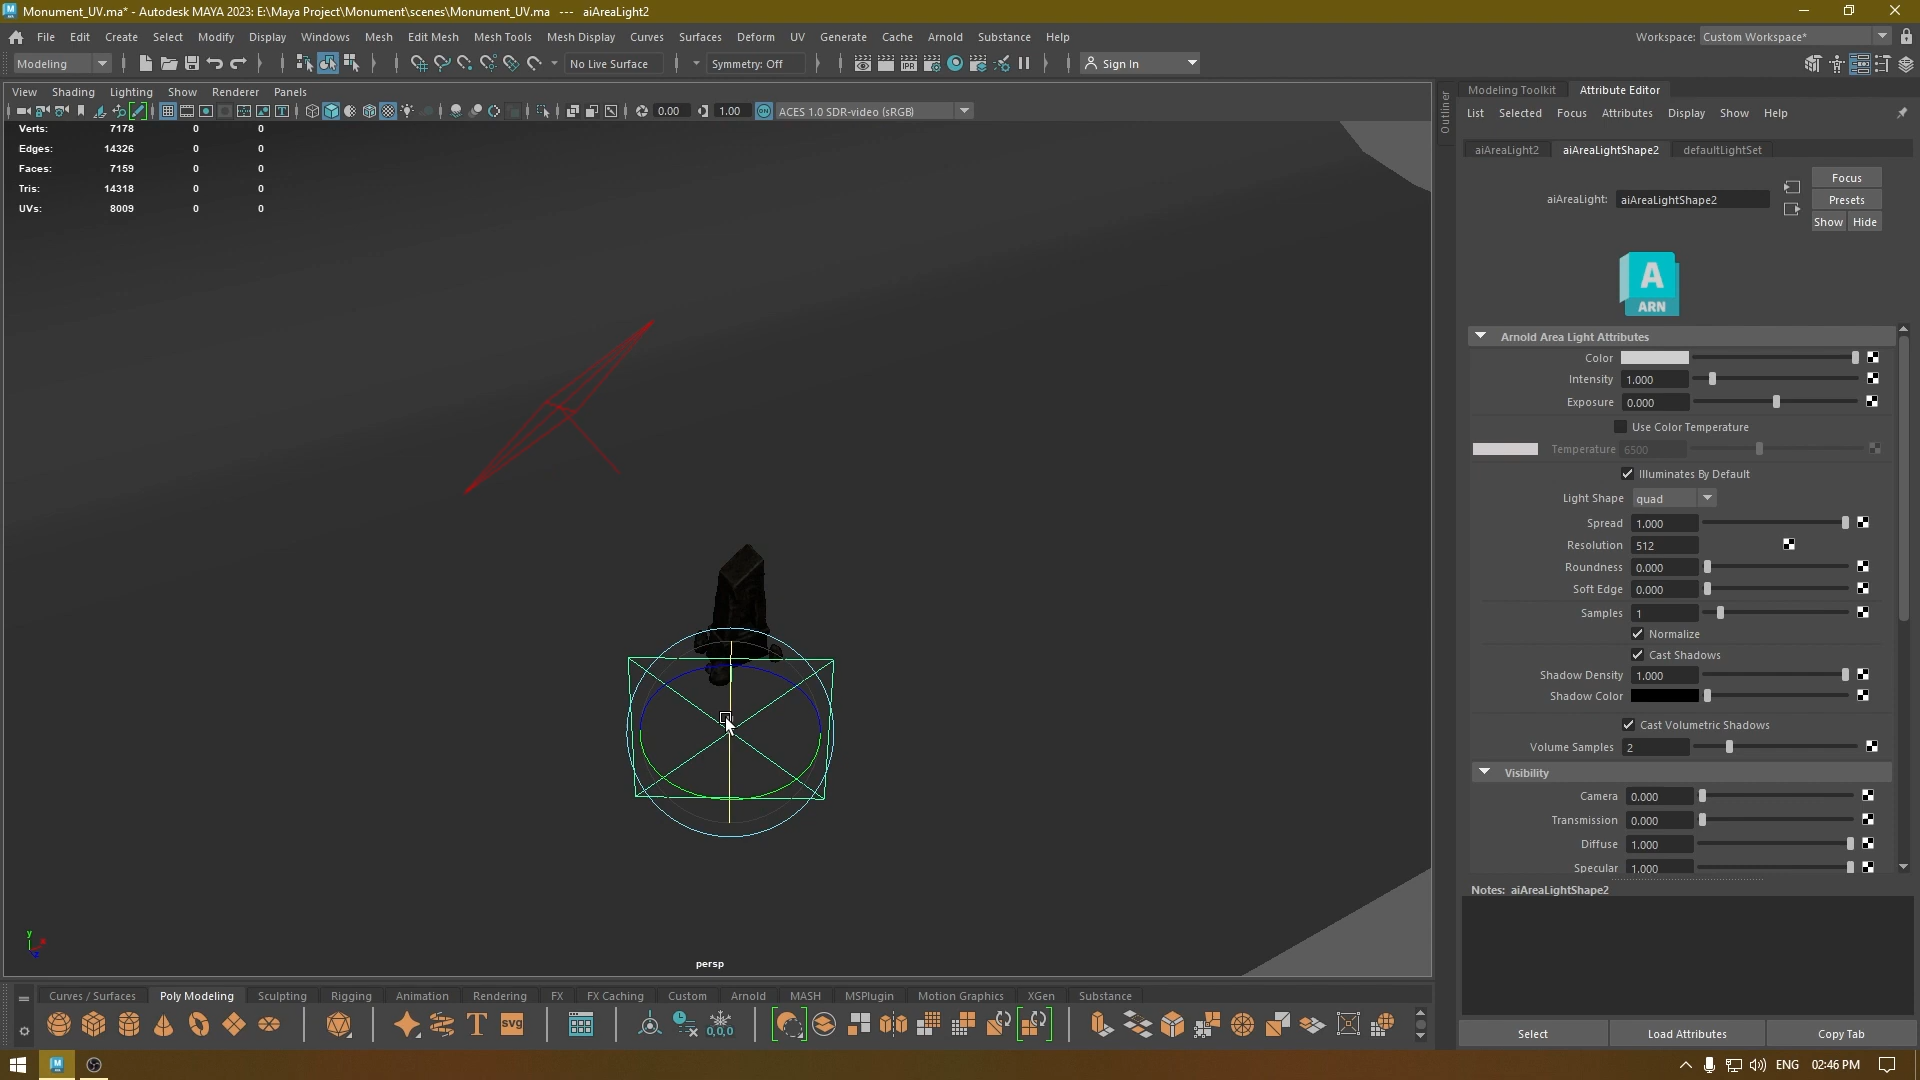 Monument_UV.ma* - Autodesk MAYA 2023: E:\Maya Project\Monument\scenes\Monument_UV.ma --- aiAreaLight2
File Edit Create Select Modify Display Windows Mesh Edit Mesh Mesh Tools Mesh Display Curves Surfaces Deform UV Generate Cache Arnold Substance Help
Workspace: Custom Workspace*
Modeling
No Live Surface
Symmetry: Off
IPR
Sign In
View Shading Lighting Show Renderer Panels
0.00
1.00
ON
ACES 1.0 SDR-video (sRGB)
Verts: 7178 0 0
Edges: 14326 0 0
Faces: 7159 0 0
Tris: 14318 0 0
UVs: 8009 0 0
y
x
z
persp
Outliner
Modeling Toolkit Attribute Editor
List Selected Focus Attributes Display Show Help
aiAreaLight2 aiAreaLightShape2 defaultLightSet
aiAreaLight: aiAreaLightShape2
Focus
Presets
Show Hide
A
ARN
Arnold Area Light Attributes
Color
Intensity 1.000
Exposure 0.000
Use Color Temperature
Temperature 6500
Illuminates By Default
Light Shape quad
Spread 1.000
Resolution 512
Roundness 0.000
Soft Edge 0.000
Samples 1
Normalize
Cast Shadows
Shadow Density 1.000
Shadow Color
Cast Volumetric Shadows
Volume Samples 2
Visibility
Camera 0.000
Transmission 0.000
Diffuse 1.000
Specular 1.000
Notes: aiAreaLightShape2
Select Load Attributes Copy Tab
Curves / Surfaces Poly Modeling Sculpting Rigging Animation Rendering FX FX Caching Custom Arnold MASH MSPlugin Motion Graphics XGen Substance
T
SVG
0,0,0
M
ENG 02:46 PM